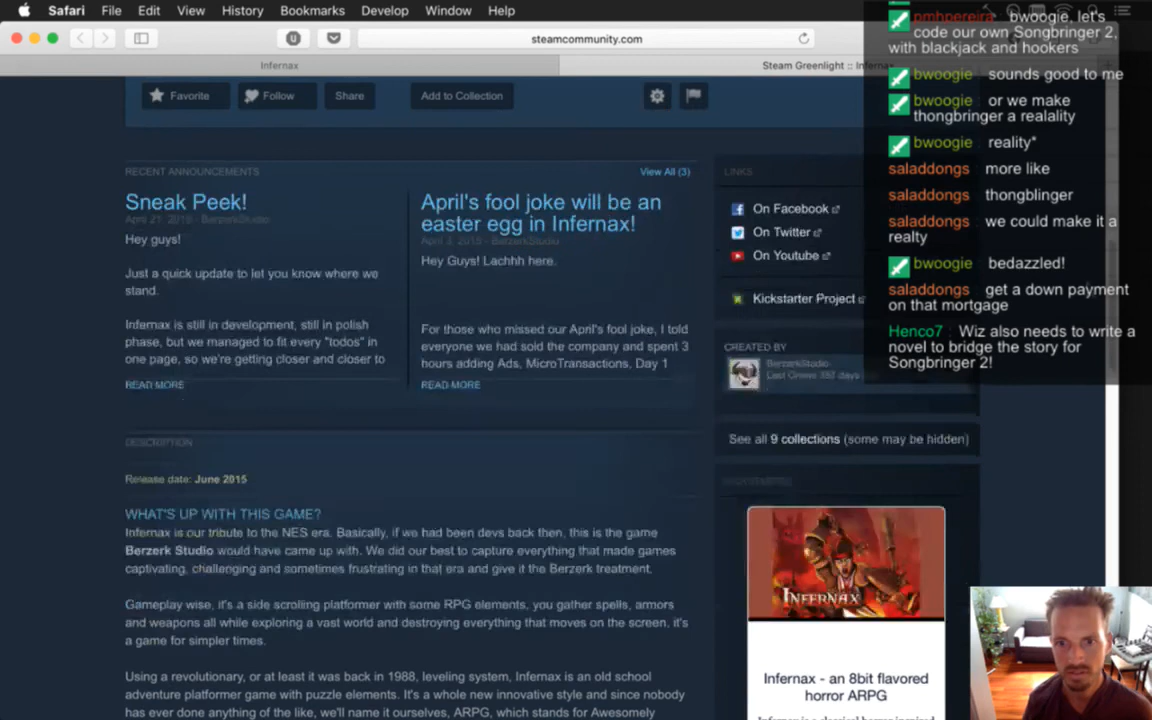 Safari File Edit View History Bookmarks Develop Window Help
steamcommunity.com
Infernax
Steam Greenlight :: Infernax
Favorite Follow Share Add to Collection
RECENT ANNOUNCEMENTS View All (3)
Sneak Peek!
April 21, 2015 - BerzerkStudio
Hey guys!
Just a quick update to let you know where we
stand.
Infernax is still in development, still in polish
phase, but we managed to fit every "todos" in
one page, so we're getting closer and closer to
READ MORE
April's fool joke will be an
easter egg in Infernax!
April 3, 2015 - BerzerkStudio
Hey Guys! Lachhh here.
For those who missed our April's fool joke, I told
everyone we had sold the company and spent 3
hours adding Ads, MicroTransactions, Day 1
READ MORE
DESCRIPTION
Release date: June 2015
WHAT'S UP WITH THIS GAME?
Infernax is our tribute to the NES era. Basically, if we had been devs back then, this is the game
Berzerk Studio would have came up with. We did our best to capture everything that made games
captivating, challenging and sometimes frustrating in that era and give it the Berzerk treatment.
Gameplay wise, it's a side scrolling platformer with some RPG elements, you gather spells, armors
and weapons all while exploring a vast world and destroying everything that moves on the screen, it's
a game for simpler times.
Using a revolutionary, or at least it was back in 1988, leveling system, Infernax is an old school
adventure platformer game with puzzle elements. It's a whole new innovative style and since nobody
has ever done anything of the like, we'll name it ourselves, ARPG, which stands for Awesomely
LINKS
On Facebook
On Twitter
On Youtube
Kickstarter Project
CREATED BY
BerzerkStudio
Last Online 357 days
See all 9 collections (some may be hidden)
KICKSTARTER
INFERNAX
Infernax - an 8bit flavored
horror ARPG
pmhpereira bwoogie, let's
code our own Songbringer 2,
with blackjack and hookers
bwoogie sounds good to me
bwoogie or we make
thongbringer a realality
bwoogie reality*
saladdongs more like
saladdongs thongblinger
saladdongs we could make it a
realty
bwoogie bedazzled!
saladdongs get a down payment
on that mortgage
Henco7 Wiz also needs to write a
novel to bridge the story for
Songbringer 2!